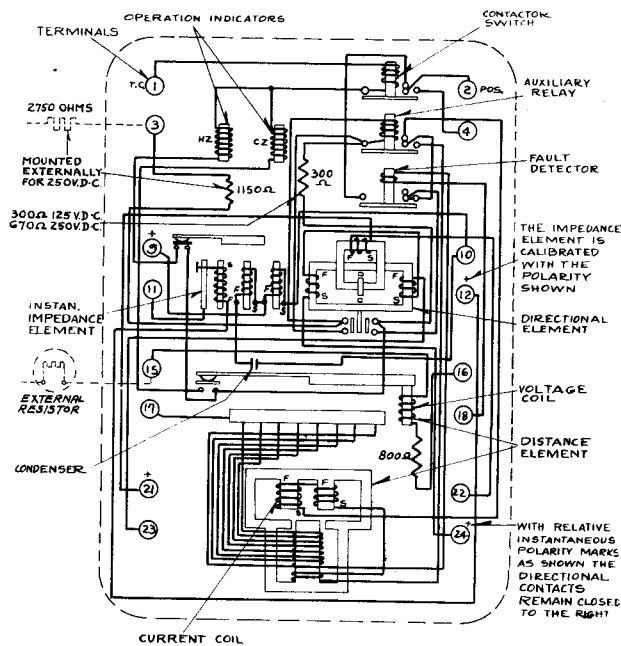 OPERATION INDICATORS
CONTACTOR
SWITCH
TERMINALS
T.C. 1
2 POS.
AUXILIARY
RELAY
2750 OHMS
3
HZ
CZ
4
FAULT
DETECTOR
MOUNTED
EXTERNALLY
FOR 250V.D-C.
1150Ω
300
Ω
300Ω 125V.D-C.
670Ω 250V.D.C.
+
9
S
F
S
10
THE IMPEDANCE
ELEMENT IS
CALIBRATED
WITH THE
POLARITY
SHOWN
+
12
11
F
F
F
S
S
F
S
F
S
INSTAN.
IMPEDANCE
ELEMENT
DIRECTIONAL
ELEMENT
15
16
EXTERNAL
RESISTOR
17
18
VOLTAGE
COIL
CONDENSER
800Ω
DISTANCE
ELEMENT
+
21
F
F
S
S
22
23
+
24
WITH RELATIVE
INSTANTANEOUS
POLARITY MARKS
AS SHOWN THE
DIRECTIONAL
CONTACTS
REMAIN CLOSED
TO THE RIGHT
CURRENT COIL